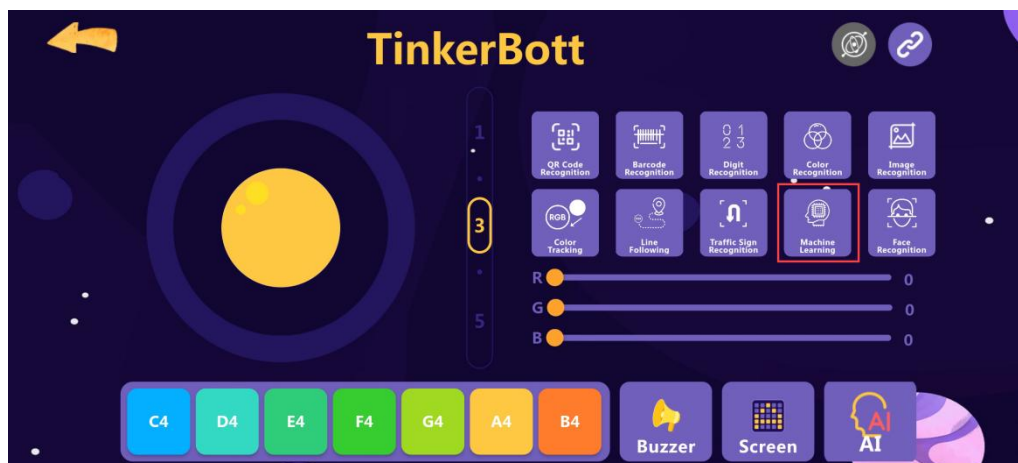 TinkerBott
1
3
5
QR Code
Recognition
Barcode
Recognition
0 1
2 3
Digit
Recognition
Color
Recognition
Image
Recognition
RGB
Color
Tracking
Line
Following
Traffic Sign
Recognition
Machine
Learning
Face
Recognition
R 0
G 0
B 0
C4 D4 E4 F4 G4 A4 B4
Buzzer
Screen
AI
AI